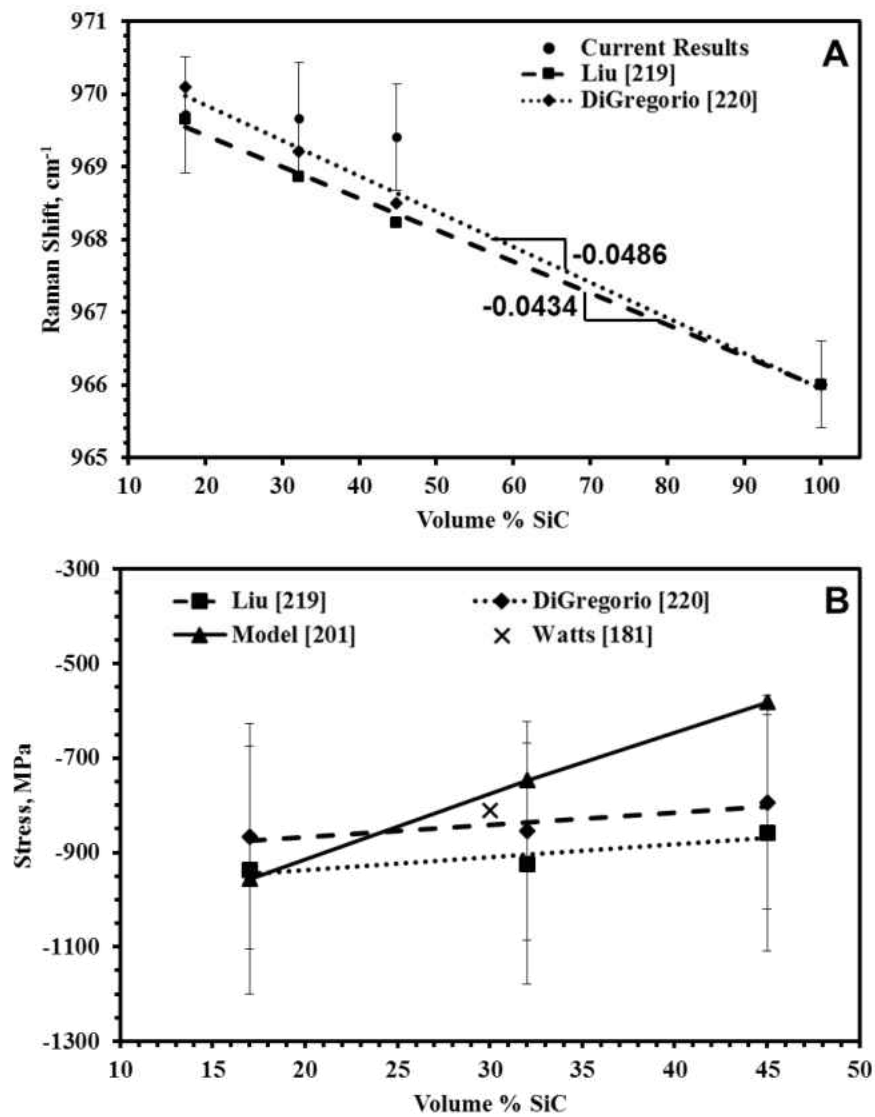 971
970
969
968
967
966
965
Raman Shift, cm-1
Current Results
Liu [219]
DiGregorio [220]
A
-0.0486
-0.0434
10 20 30 40 50 60 70 80 90 100
Volume % SiC
-300
-500
-700
-900
-1100
-1300
Stress, MPa
Liu [219] DiGregorio [220]
Model [201] Watts [181]
B
10 15 20 25 30 35 40 45 50
Volume % SiC